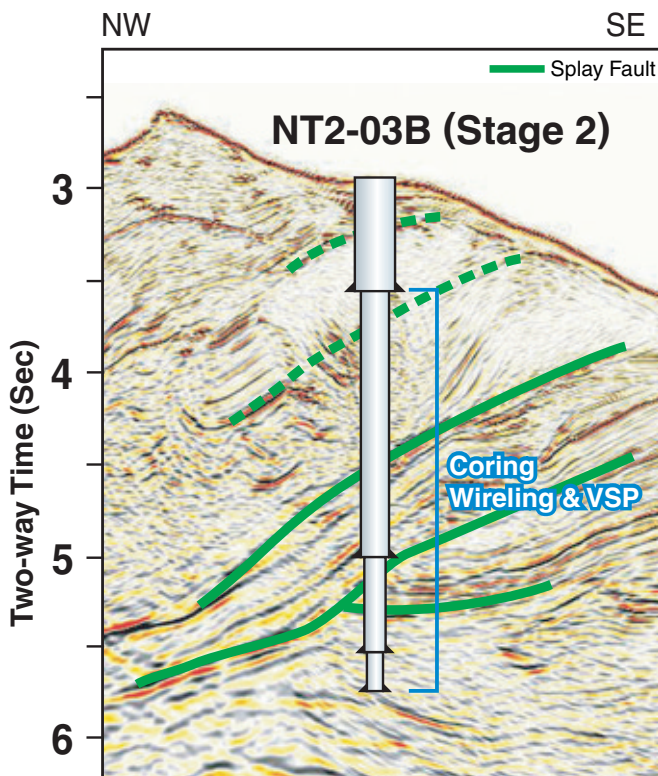 NW
SE
Splay Fault
NT2-03B (Stage 2)
3
4
5
6
Two-way Time (Sec)
Coring
Wireling & VSP